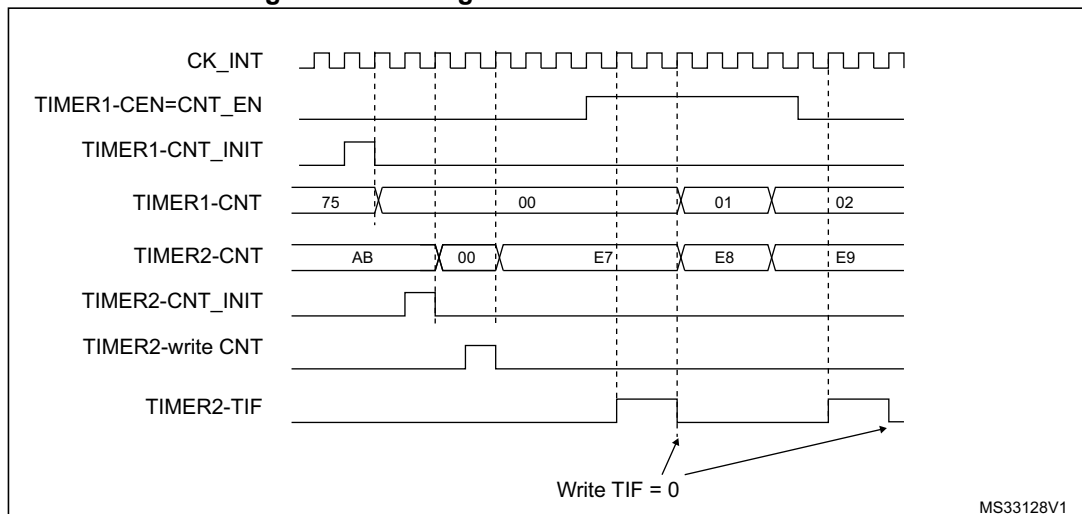 CK_INT
TIMER1-CEN=CNT_EN
TIMER1-CNT_INIT
TIMER1-CNT 75 00 01 02
TIMER2-CNT AB 00 E7 E8 E9
TIMER2-CNT_INIT
TIMER2-write CNT
TIMER2-TIF
Write TIF = 0
MS33128V1